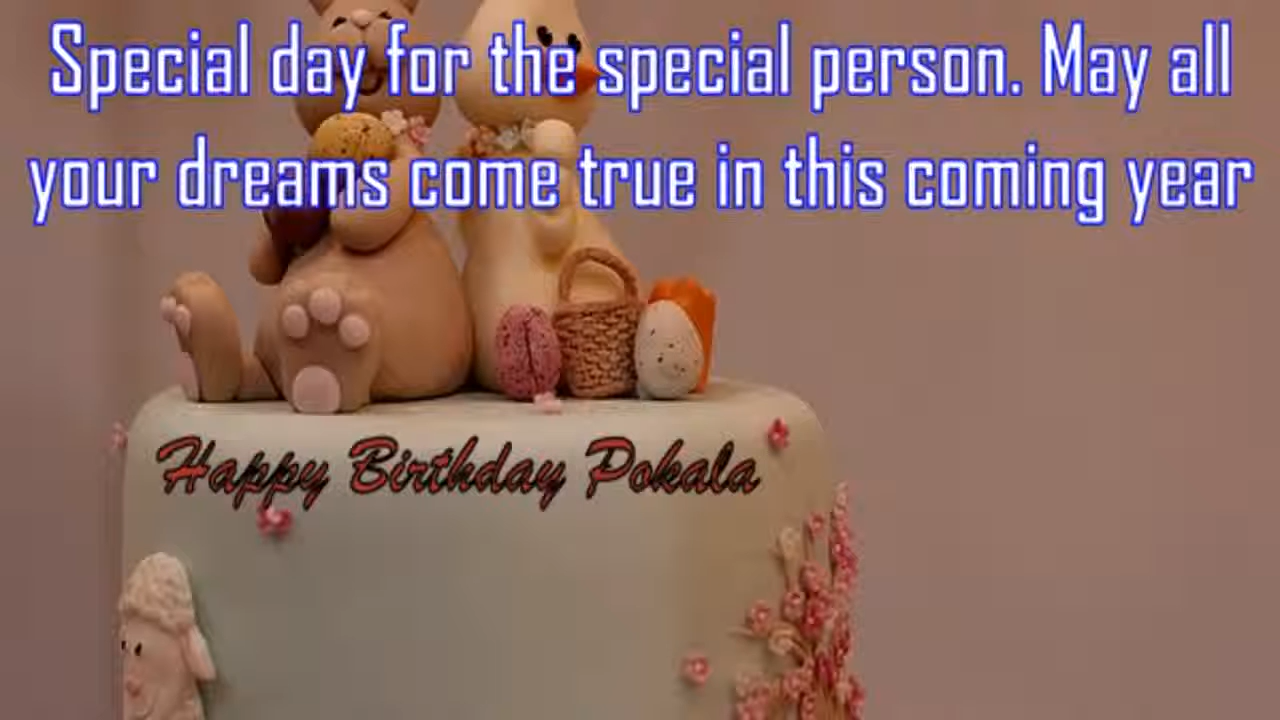 Special day for the special person. May all
your dreams come true in this coming year
Happy Birthday Pokala